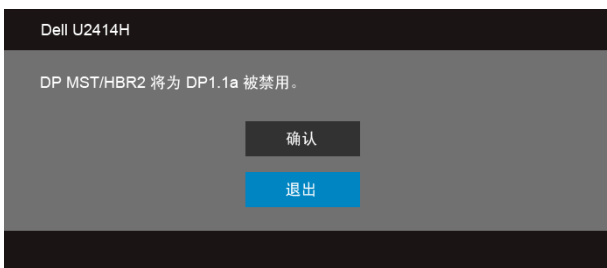 Dell U2414H
DP MST/HBR2 将为 DP1.1a 被禁用。
确认
退出